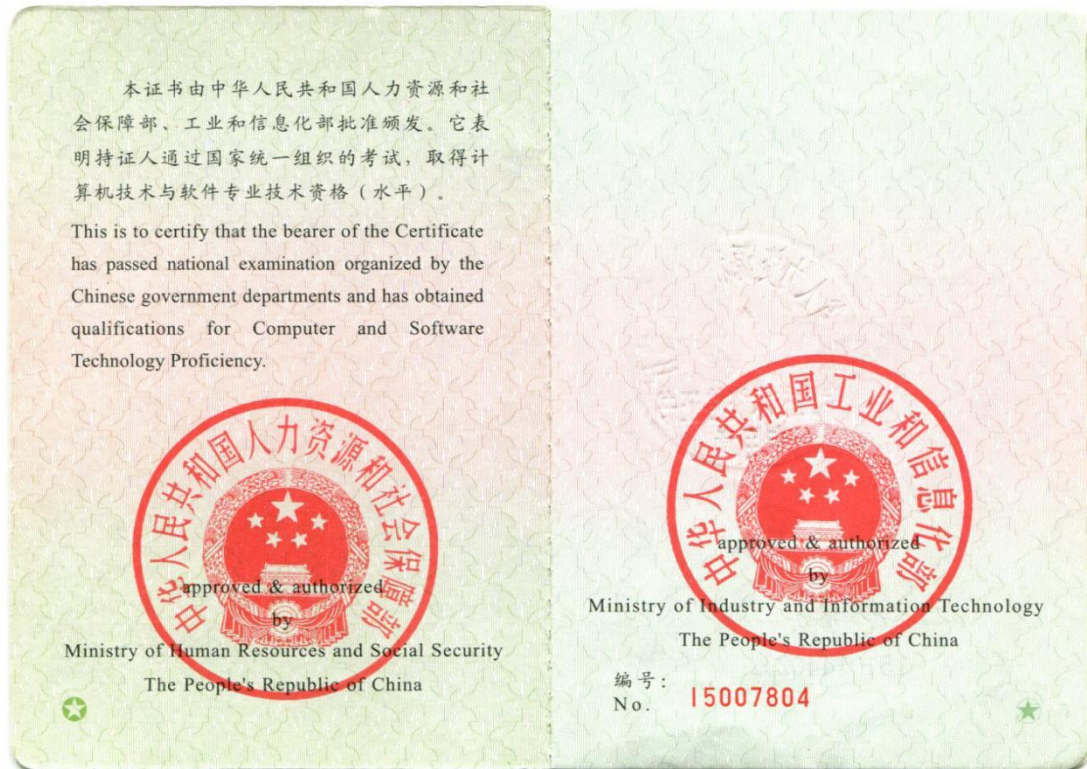 本证书由中华人民共和国人力资源和社
会保障部、工业和信息化部批准颁发。它表
明持证人通过国家统一组织的考试，取得计
算机技术与软件专业技术资格（水平）。
This is to certify that the bearer of the Certificate
has passed national examination organized by the
Chinese government departments and has obtained
qualifications for Computer and Software
Technology Proficiency.
中华人民共和国人力资源和社会保障部
approved & authorized
by
Ministry of Human Resources and Social Security
The People's Republic of China
中华人民共和国工业和信息化部
approved & authorized
by
Ministry of Industry and Information Technology
The People's Republic of China
编号：
No. 15007804